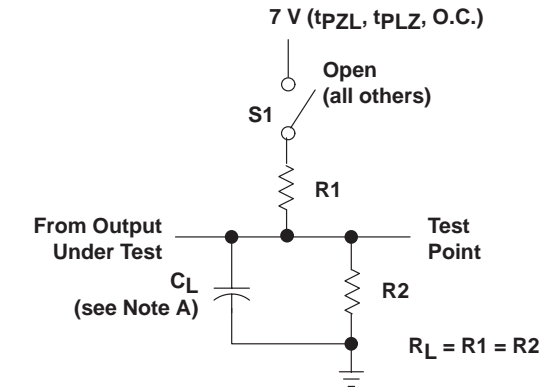 7 V (tPZL, tPLZ, O.C.)
Open
(all others)
S1
R1
From Output
Under Test
Test
Point
CL
(see Note A)
R2
RL = R1 = R2